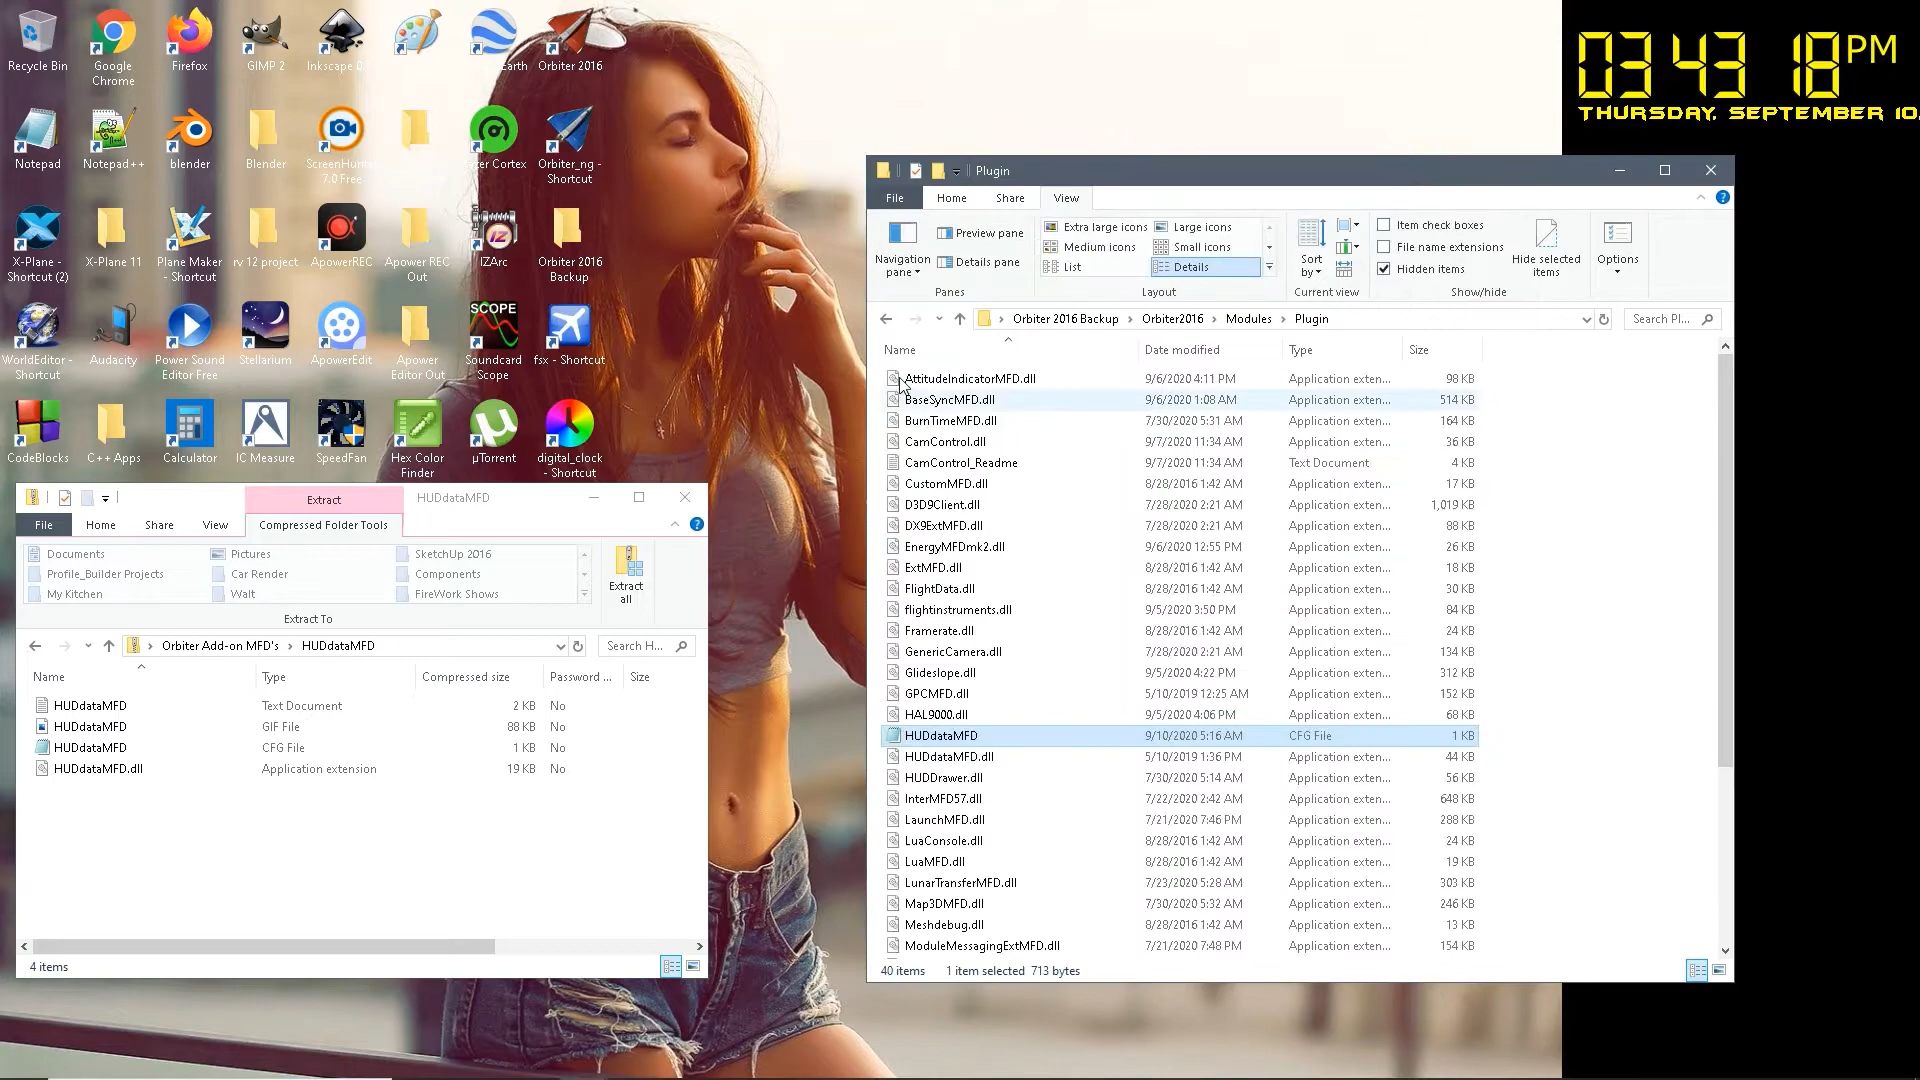 Recycle Bin
Google Chrome
Firefox
GIMP 2
Inkscape 0.
Earth
Orbiter 2016
Notepad
Notepad++
blender
Blender
ScreenHunter 7.0 Free
ter Cortex
Orbiter_ng - Shortcut
X-Plane - Shortcut (2)
X-Plane 11
Plane Maker - Shortcut
rv 12 project
ApowerREC
Apower REC Out
IZArc
Orbiter 2016 Backup
WorldEditor - Shortcut
Audacity
Power Sound Editor Free
Stellarium
ApowerEdit
Apower Editor Out
SCOPE
Soundcard Scope
fsx - Shortcut
CodeBlocks
C++ Apps
Calculator
IC Measure
SpeedFan
Hex Color Finder
µTorrent
digital_clock - Shortcut
03 43 18 PM
THURSDAY, SEPTEMBER 10,
Extract
HUDdataMFD
File Home Share View Compressed Folder Tools
Documents Pictures SketchUp 2016
Profile_Builder Projects Car Render Components
My Kitchen Walt FireWork Shows
Extract all
Extract To
Orbiter Add-on MFD's > HUDdataMFD
Search H...
Name Type Compressed size Password ... Size
HUDdataMFD Text Document 2 KB No
HUDdataMFD GIF File 88 KB No
HUDdataMFD CFG File 1 KB No
HUDdataMFD.dll Application extension 19 KB No
4 items
Plugin
File Home Share View
Navigation pane
Preview pane
Details pane
Panes
Extra large icons Large icons
Medium icons Small icons
List Details
Layout
Sort by
Current view
Item check boxes
File name extensions
Hidden items
Hide selected items
Show/hide
Options
Orbiter 2016 Backup > Orbiter2016 > Modules > Plugin
Search Pl...
Name Date modified Type Size
AttitudeIndicatorMFD.dll 9/6/2020 4:11 PM Application exten... 98 KB
BaseSyncMFD.dll 9/6/2020 1:08 AM Application exten... 514 KB
BurnTimeMFD.dll 7/30/2020 5:31 AM Application exten... 164 KB
CamControl.dll 9/7/2020 11:34 AM Application exten... 36 KB
CamControl_Readme 9/7/2020 11:34 AM Text Document 4 KB
CustomMFD.dll 8/28/2016 1:42 AM Application exten... 17 KB
D3D9Client.dll 7/28/2020 2:21 AM Application exten... 1,019 KB
DX9ExtMFD.dll 7/28/2020 2:21 AM Application exten... 88 KB
EnergyMFDmk2.dll 9/6/2020 12:55 PM Application exten... 26 KB
ExtMFD.dll 8/28/2016 1:42 AM Application exten... 18 KB
FlightData.dll 8/28/2016 1:42 AM Application exten... 30 KB
flightinstruments.dll 9/5/2020 3:50 PM Application exten... 84 KB
Framerate.dll 8/28/2016 1:42 AM Application exten... 24 KB
GenericCamera.dll 7/28/2020 2:21 AM Application exten... 134 KB
Glideslope.dll 9/5/2020 4:22 PM Application exten... 312 KB
GPCMFD.dll 5/10/2019 12:25 AM Application exten... 152 KB
HAL9000.dll 9/5/2020 4:06 PM Application exten... 68 KB
HUDdataMFD 9/10/2020 5:16 AM CFG File 1 KB
HUDdataMFD.dll 5/10/2019 1:36 PM Application exten... 44 KB
HUDDrawer.dll 7/30/2020 5:14 AM Application exten... 56 KB
InterMFD57.dll 7/22/2020 2:42 AM Application exten... 648 KB
LaunchMFD.dll 7/21/2020 7:46 PM Application exten... 288 KB
LuaConsole.dll 8/28/2016 1:42 AM Application exten... 24 KB
LuaMFD.dll 8/28/2016 1:42 AM Application exten... 19 KB
LunarTransferMFD.dll 7/23/2020 5:28 AM Application exten... 303 KB
Map3DMFD.dll 7/30/2020 5:32 AM Application exten... 246 KB
Meshdebug.dll 8/28/2016 1:42 AM Application exten... 13 KB
ModuleMessagingExtMFD.dll 7/21/2020 7:48 PM Application exten... 154 KB
40 items 1 item selected 713 bytes